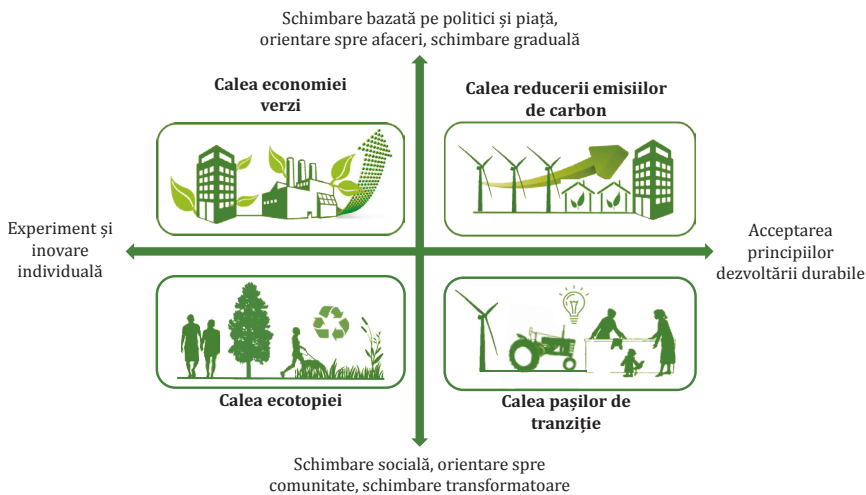 Schimbare bazată pe politici și piață,
orientare spre afaceri, schimbare graduală
Calea economiei
verzi
Calea reducerii emisiilor
de carbon
Experiment și
inovare
individuală
Acceptarea
principiilor
dezvoltării durabile
Calea ecotopiei
Calea pașilor de
tranziție
Schimbare socială, orientare spre
comunitate, schimbare transformatoare